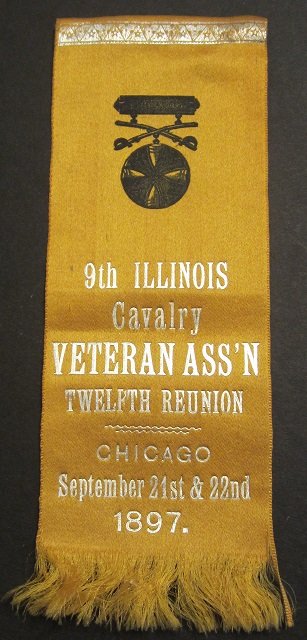 9th ILLINOIS
Cavalry
VETERAN ASS'N
TWELFTH REUNION
CHICAGO
September 21st & 22nd
1897.